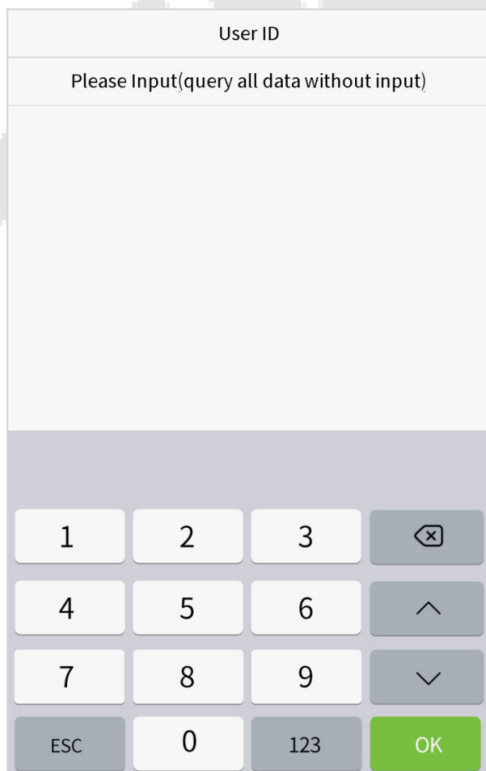 User ID
Please Input(query all data without input)
1 2 3
4 5 6
7 8 9
ESC 0 123 OK